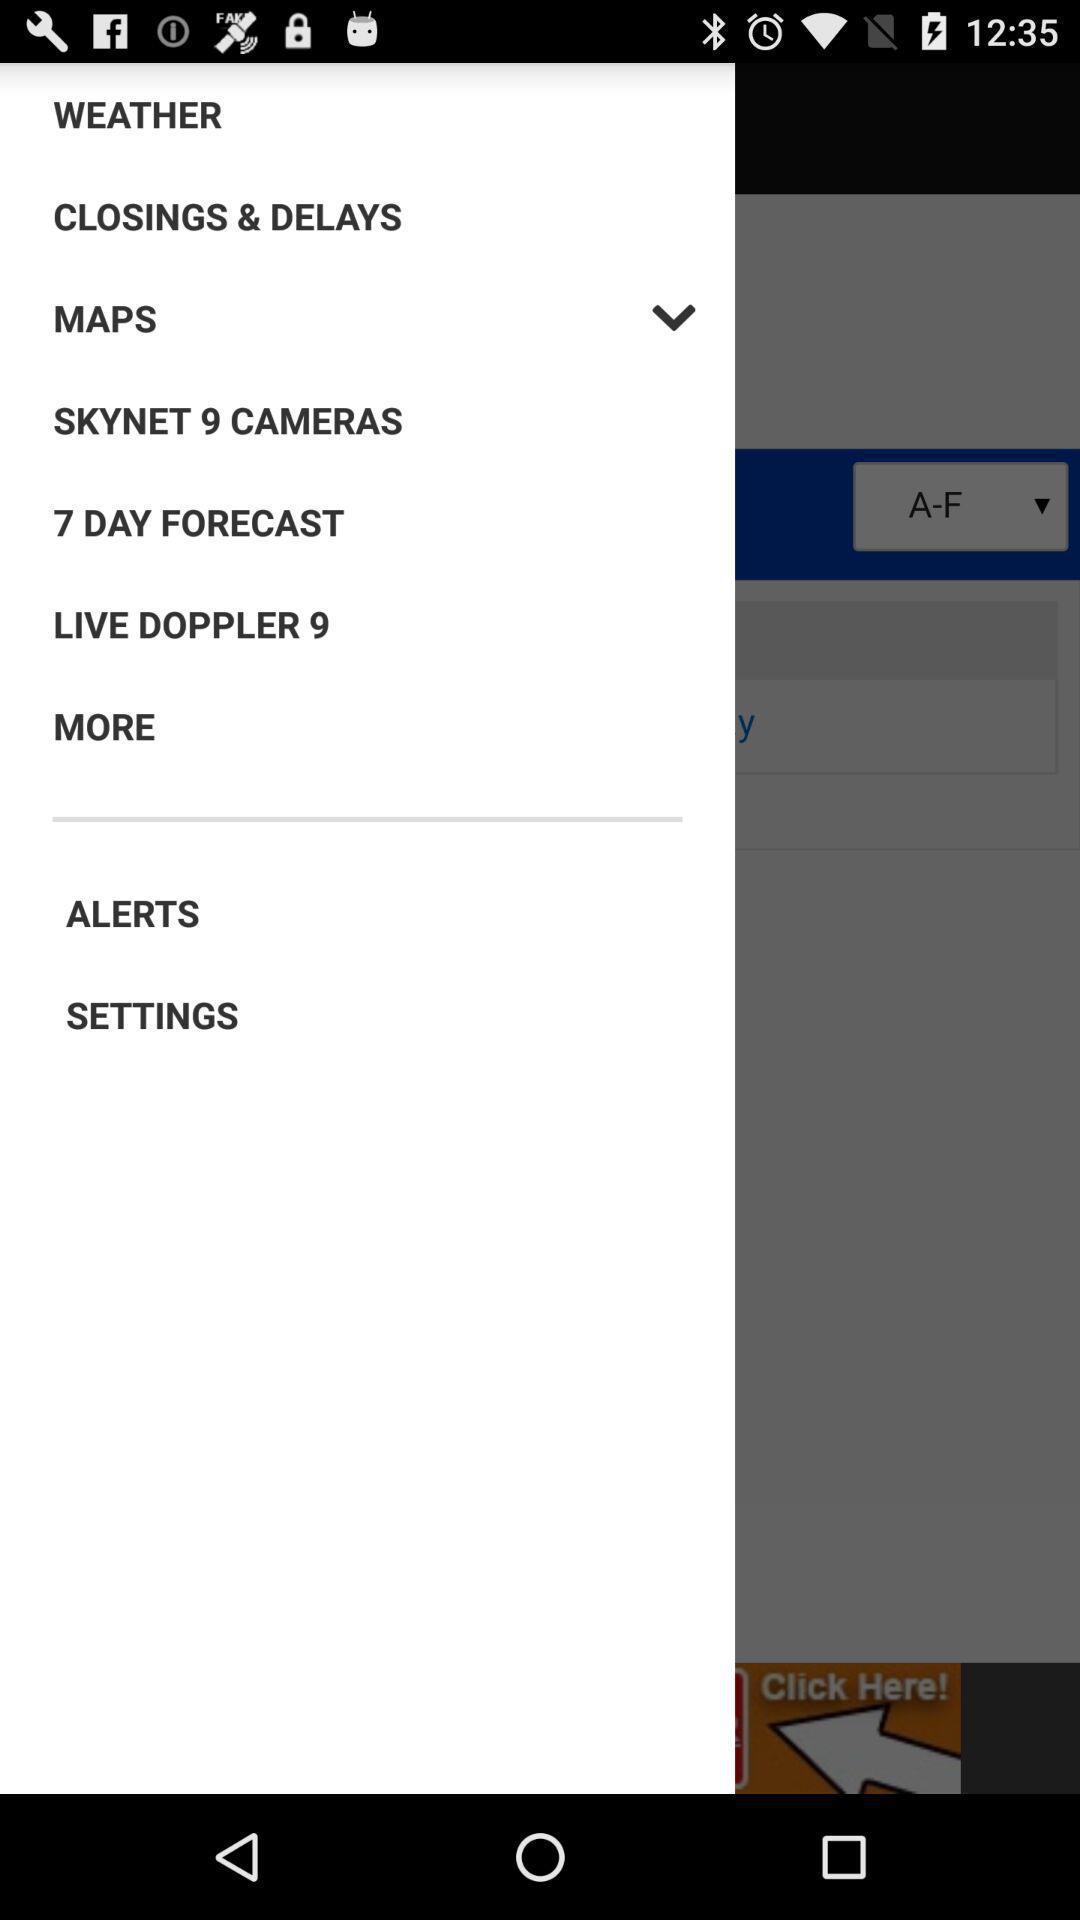 FAKE
12:35
WEATHER
CLOSINGS & DELAYS
MAPS
SKYNET 9 CAMERAS
A-F
7 DAY FORECAST
LIVE DOPPLER 9
MORE
y
ALERTS
SETTINGS
Click Here!